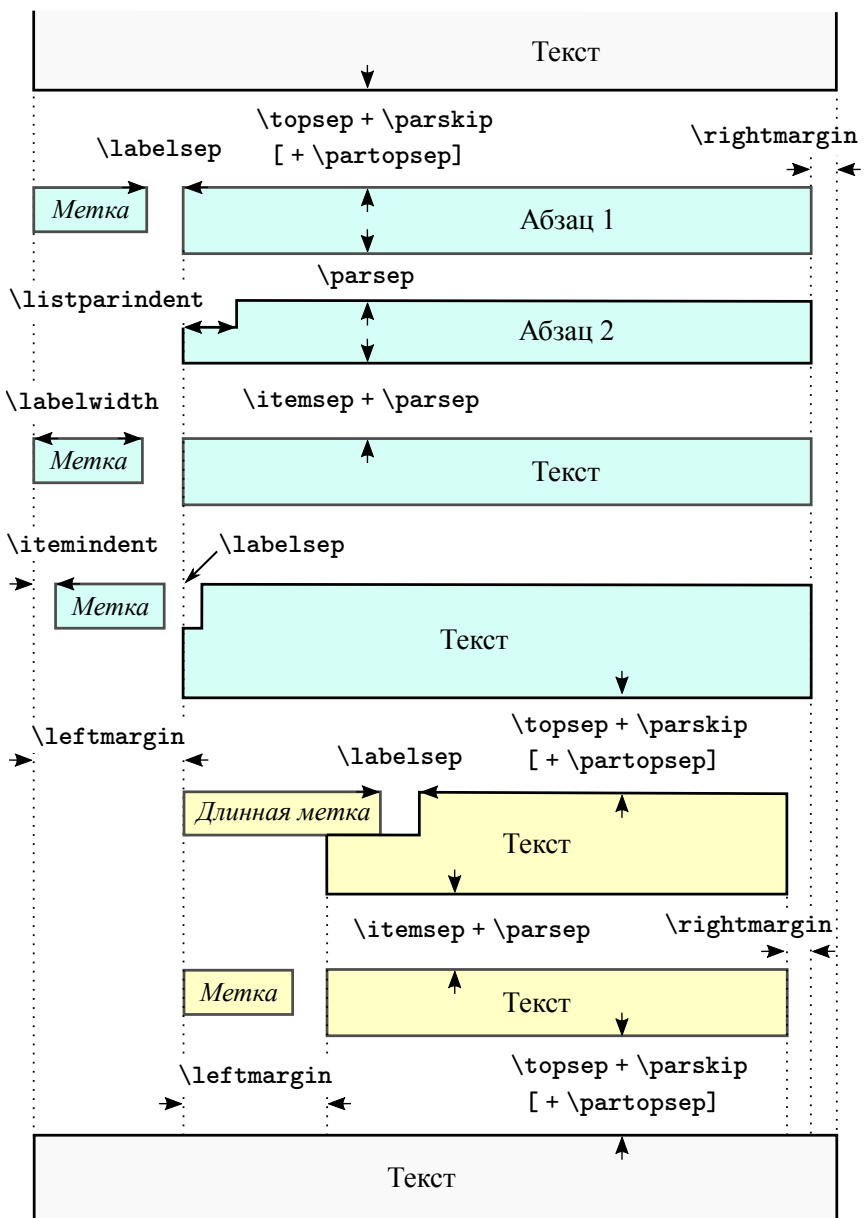 Текст
\topsep + \parskip
\rightmargin
\labelsep
[ + \partopsep]
Метка
Абзац 1
\parsep
\listparindent
Абзац 2
\labelwidth
\itemsep + \parsep
Метка
Текст
\itemindent
\labelsep
Метка
Текст
\leftmargin
\topsep + \parskip
\labelsep
[ + \partopsep]
Длинная метка
Текст
\itemsep + \parsep
\rightmargin
Метка
Текст
\leftmargin
\topsep + \parskip
[ + \partopsep]
Текст